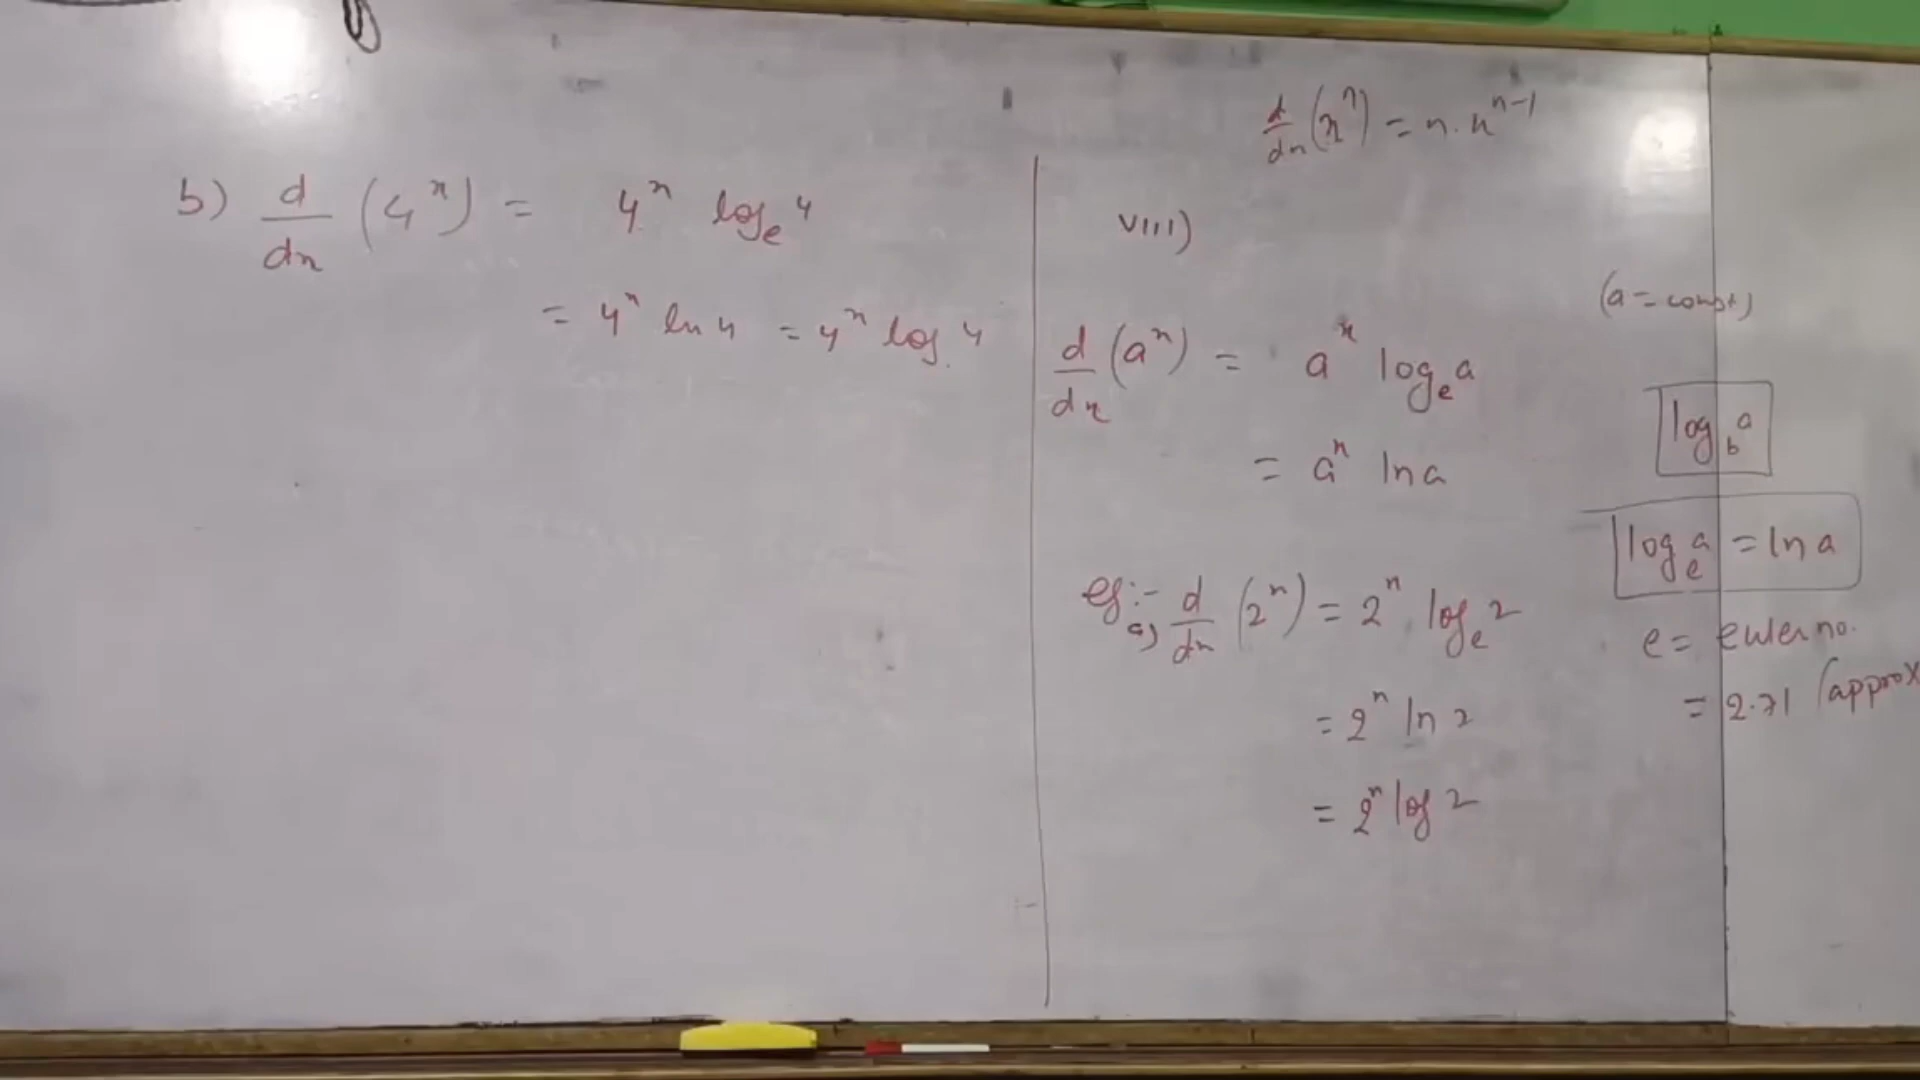 d/dx (x^n) = n.x^(n-1)
b) d/dx (4^x) = 4^x log_e 4
= 4^x ln 4 = 4^x log 4
viii)
(a = const)
d/dx (a^x) = a^x log_e a
= a^x ln a
log_b a
log_e a = ln a
eg:- a) d/dx (2^x) = 2^x . log_e 2
= 2^x ln 2
= 2^x log 2
e = euler no.
= 2.71 (approx